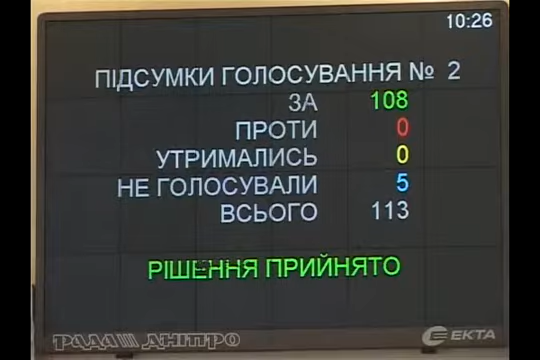 10:26
ПІДСУМКИ ГОЛОСУВАННЯ № 2
ЗА 108
ПРОТИ 0
УТРИМАЛИСЬ 0
НЕ ГОЛОСУВАЛИ 5
ВСЬОГО 113
РІШЕННЯ ПРИЙНЯТО
РАДА ДНІПРО ЕКТА